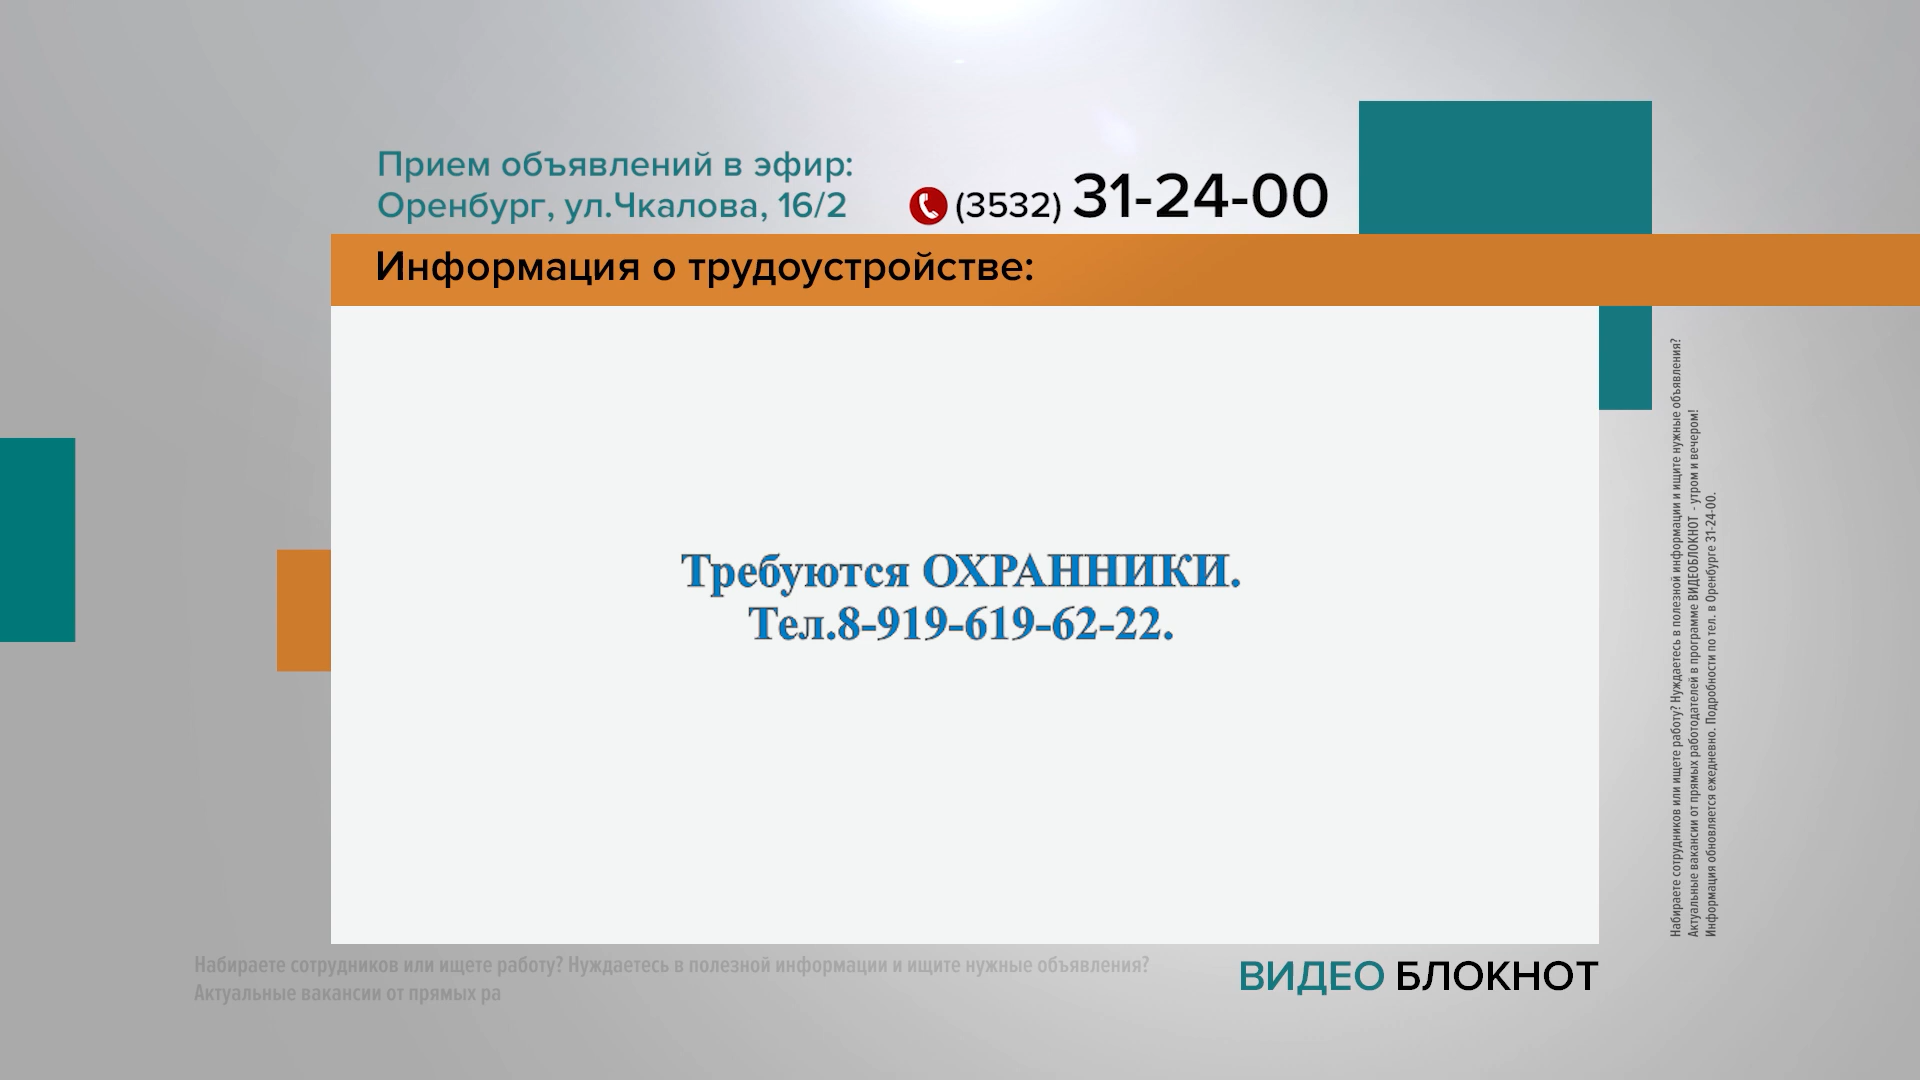 Прием объявлений в эфир:
Оренбург, ул.Чкалова, 16/2
(3532) 31-24-00
Информация о трудоустройстве:
Требуются ОХРАННИКИ.
Тел.8-919-619-62-22.
Набираете сотрудников или ищете работу? Нуждаетесь в полезной информации и ищите нужные объявления?
Актуальные вакансии от прямых работодателей в программе ВИДЕОБЛОКНОТ - утром и вечером!
Информация обновляется ежедневно. Подробности по тел. в Оренбурге 31-24-00.
Набираете сотрудников или ищете работу? Нуждаетесь в полезной информации и ищите нужные объявления?
Актуальные вакансии от прямых ра
ВИДЕО БЛОКНОТ